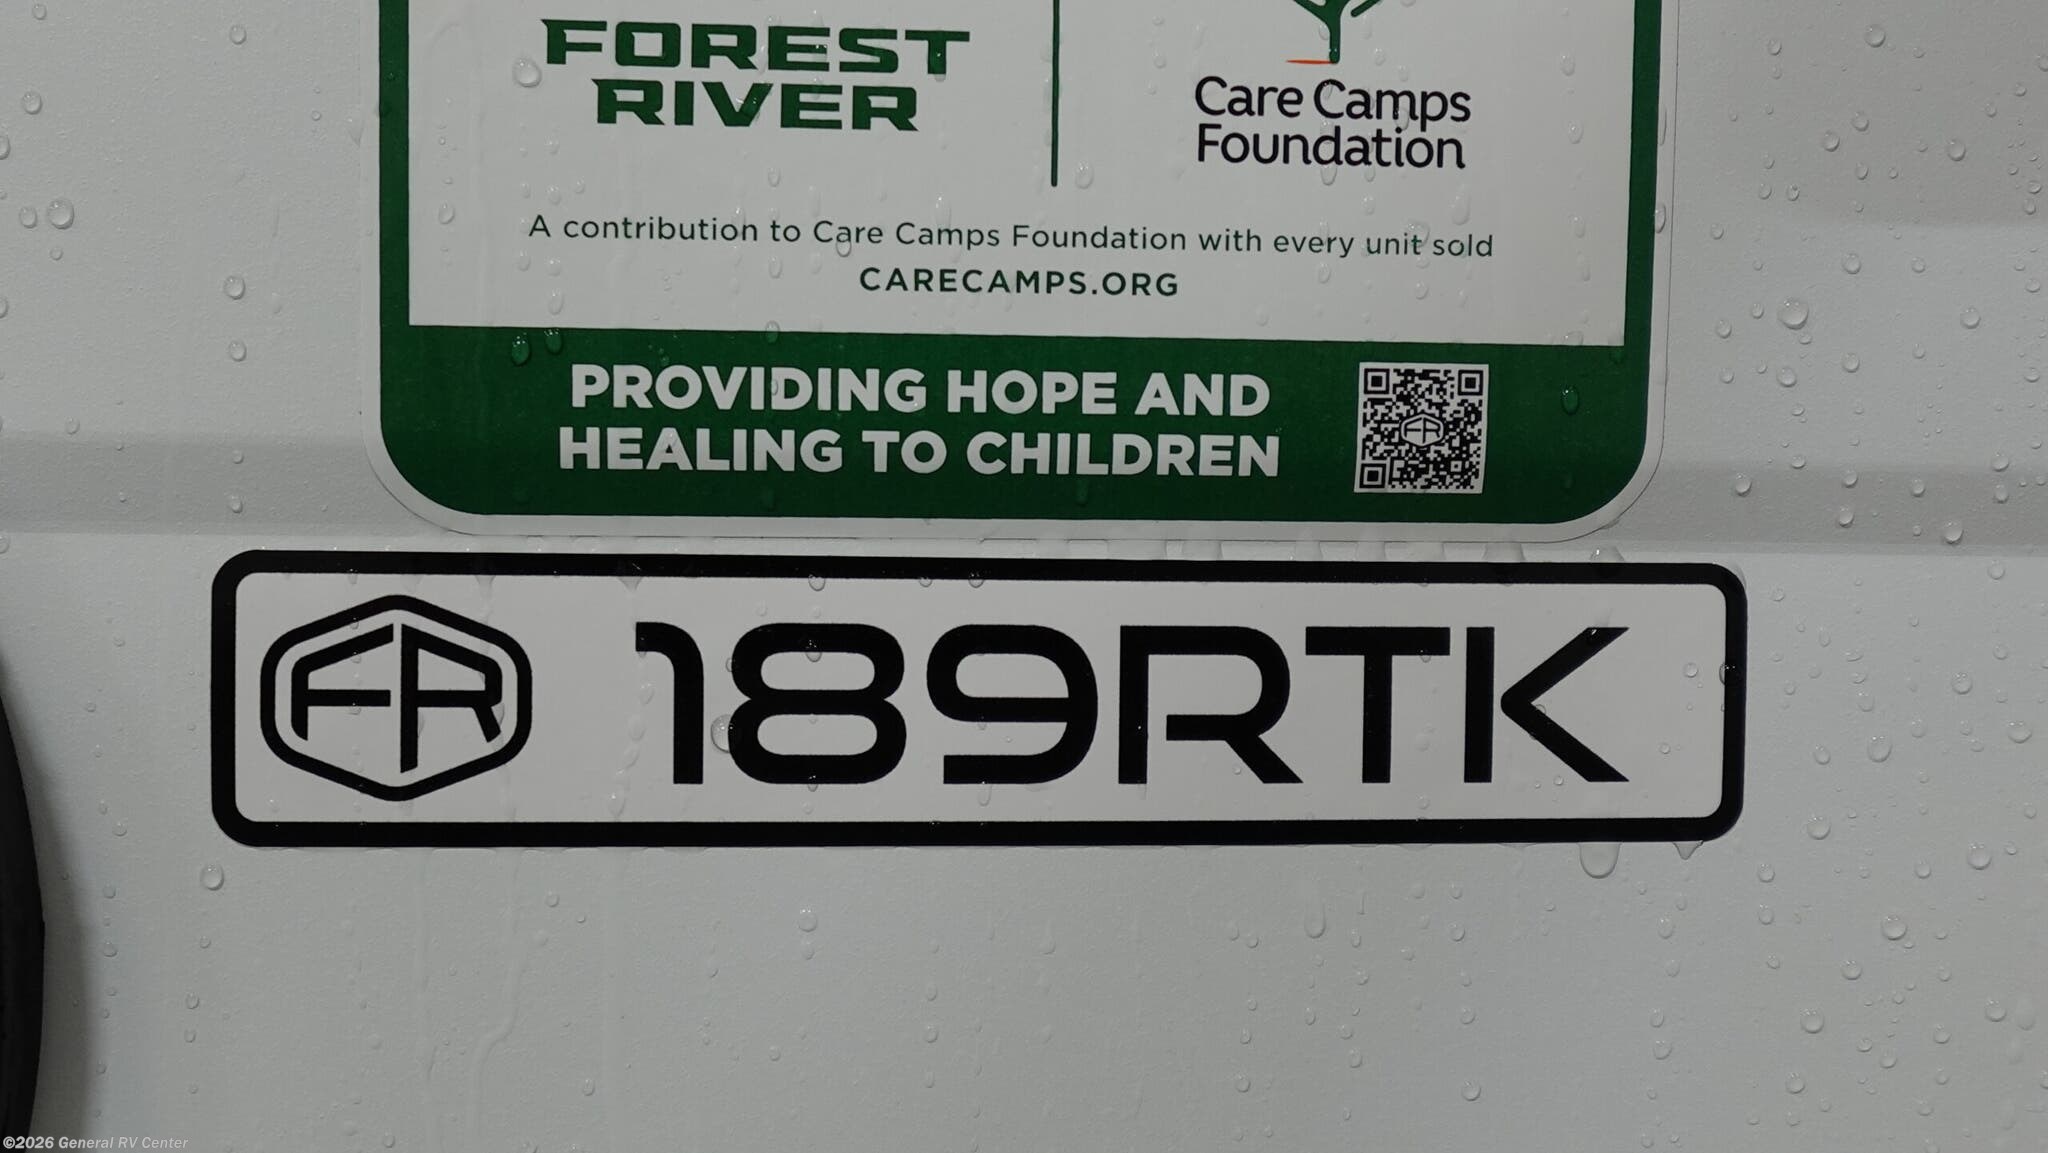 FOREST
RIVER
Care Camps
Foundation
A contribution to Care Camps Foundation with every unit sold
CARECAMPS.ORG
PROVIDING HOPE AND
HEALING TO CHILDREN
FR
FR 189RTK
©2026 General RV Center